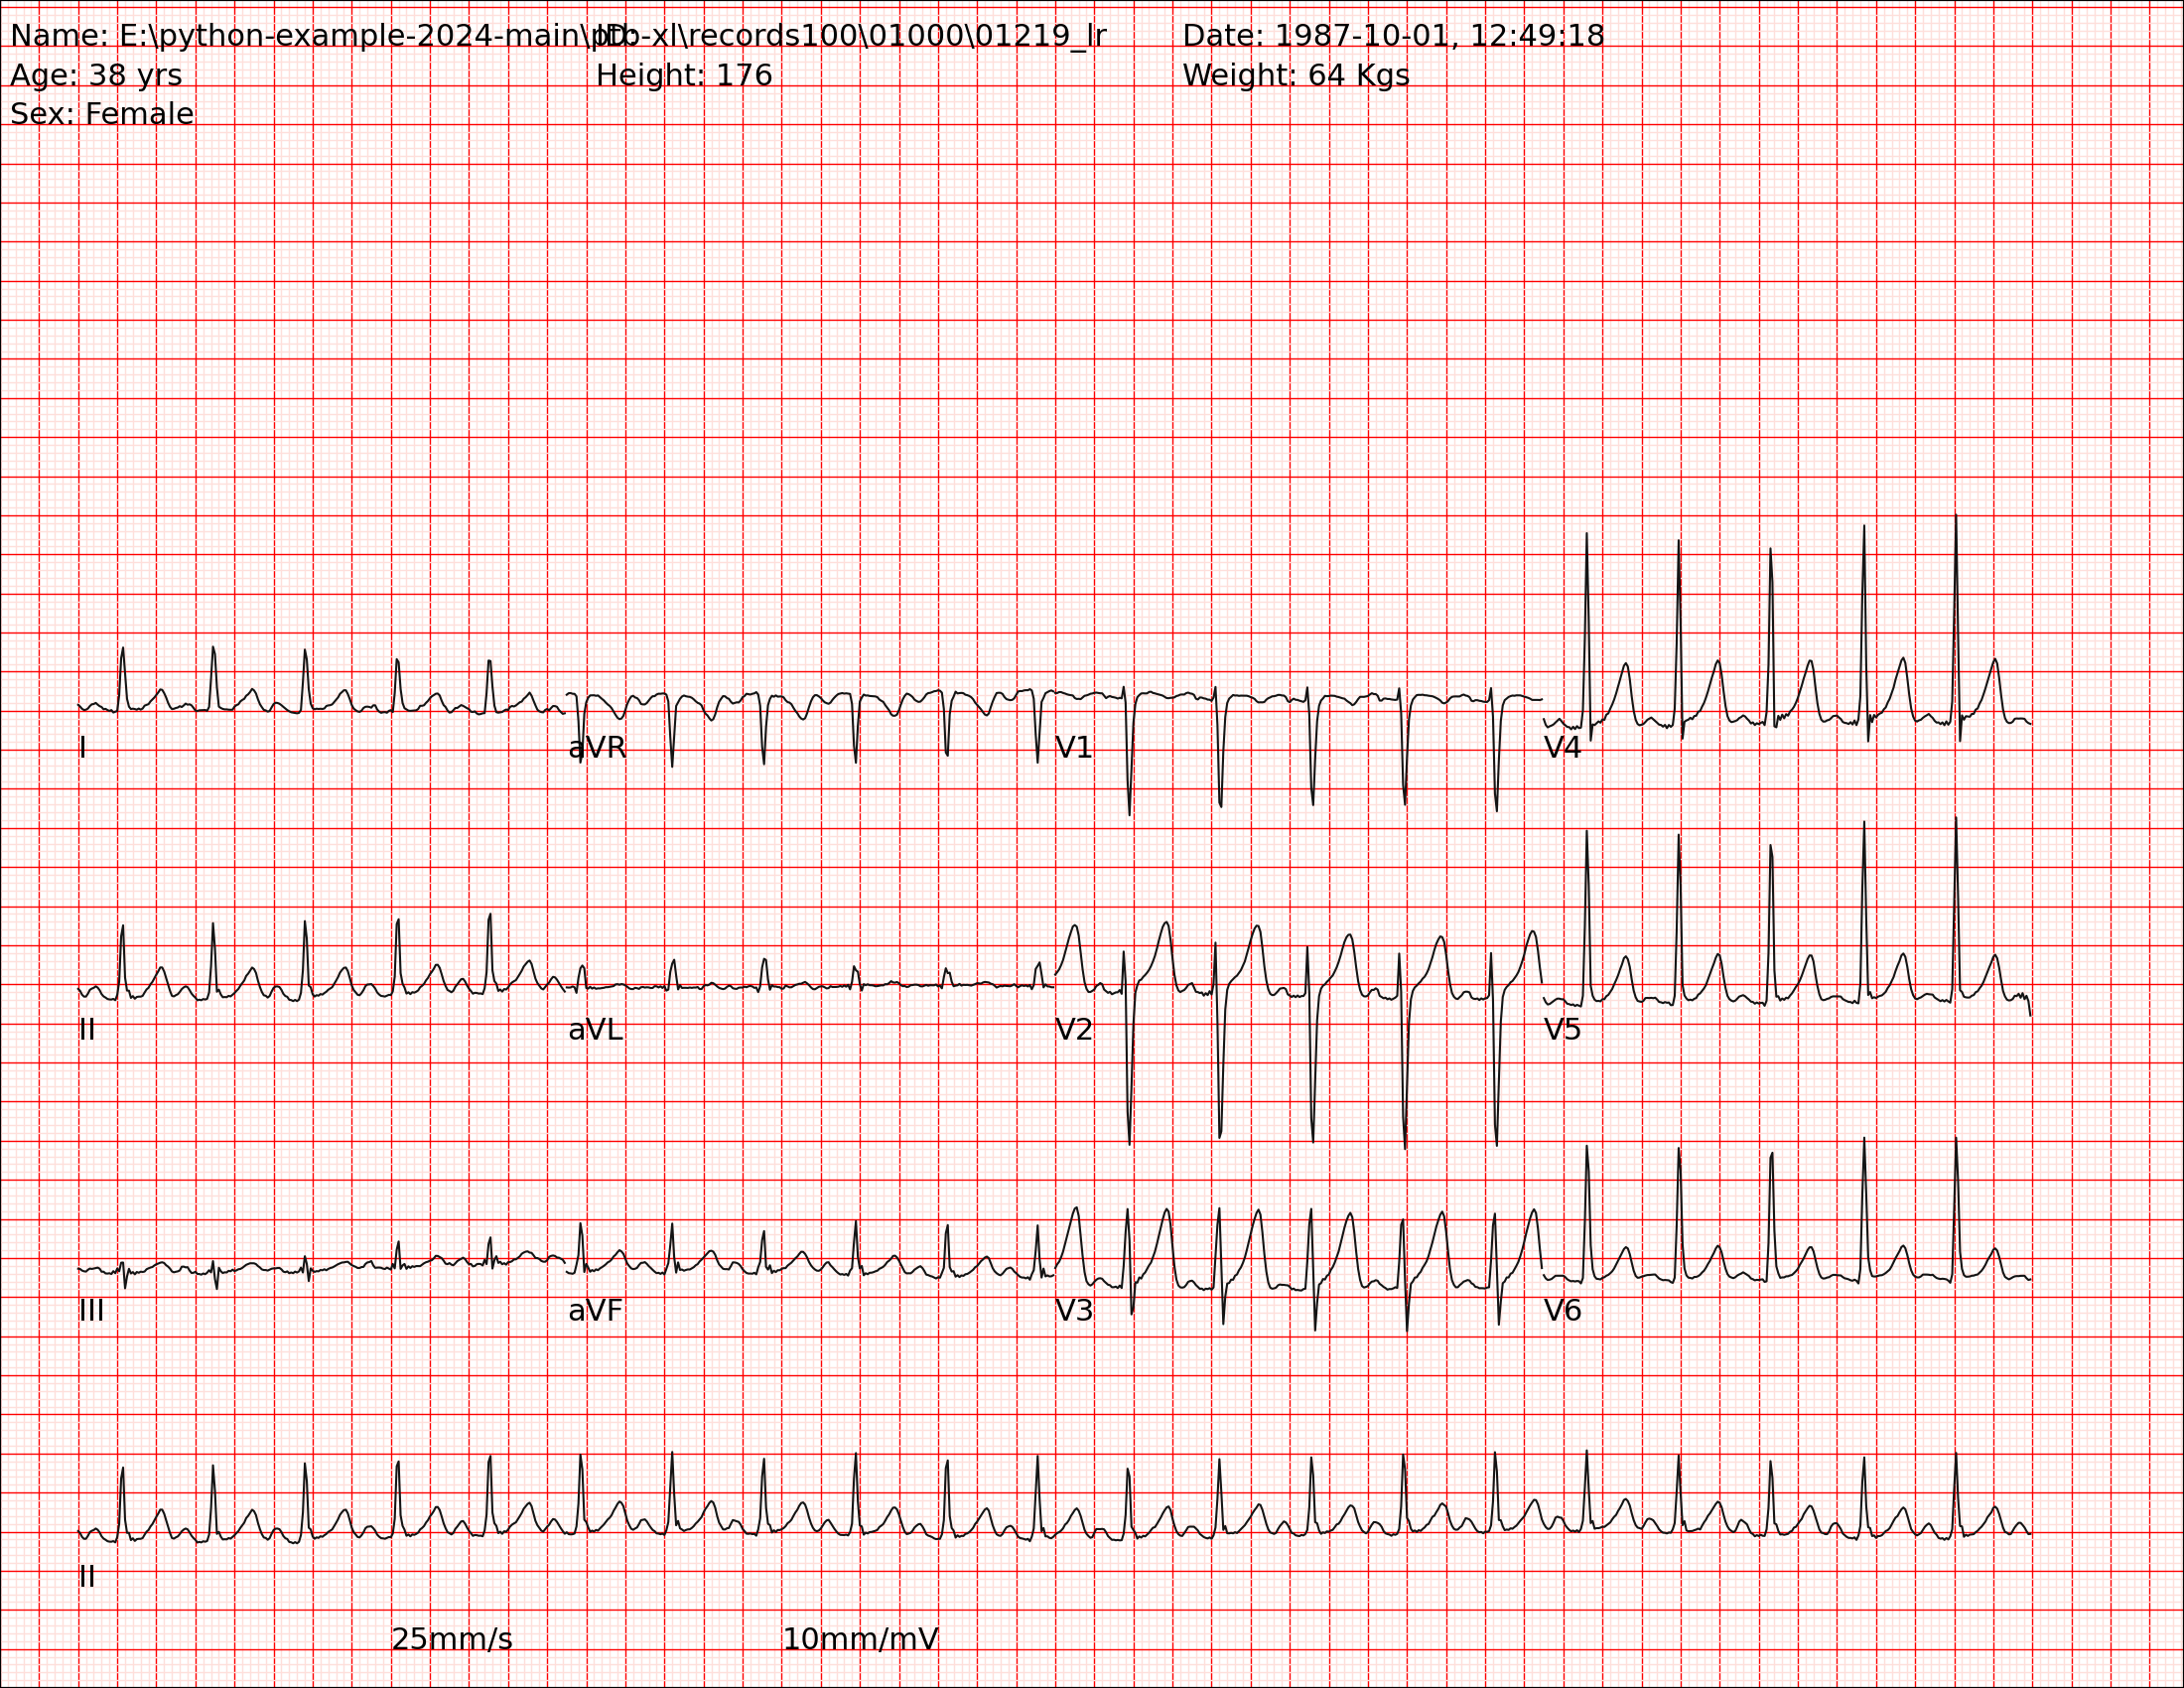 Name: E:\python-example-2024-main\ptb-xl\records100\01000\01219_lr ID: Date: 1987-10-01, 12:49:18
Age: 38 yrs Height: 176 Weight: 64 Kgs
Sex: Female
I aVR V1 V4
II aVL V2 V5
III aVF V3 V6
II
25mm/s 10mm/mV